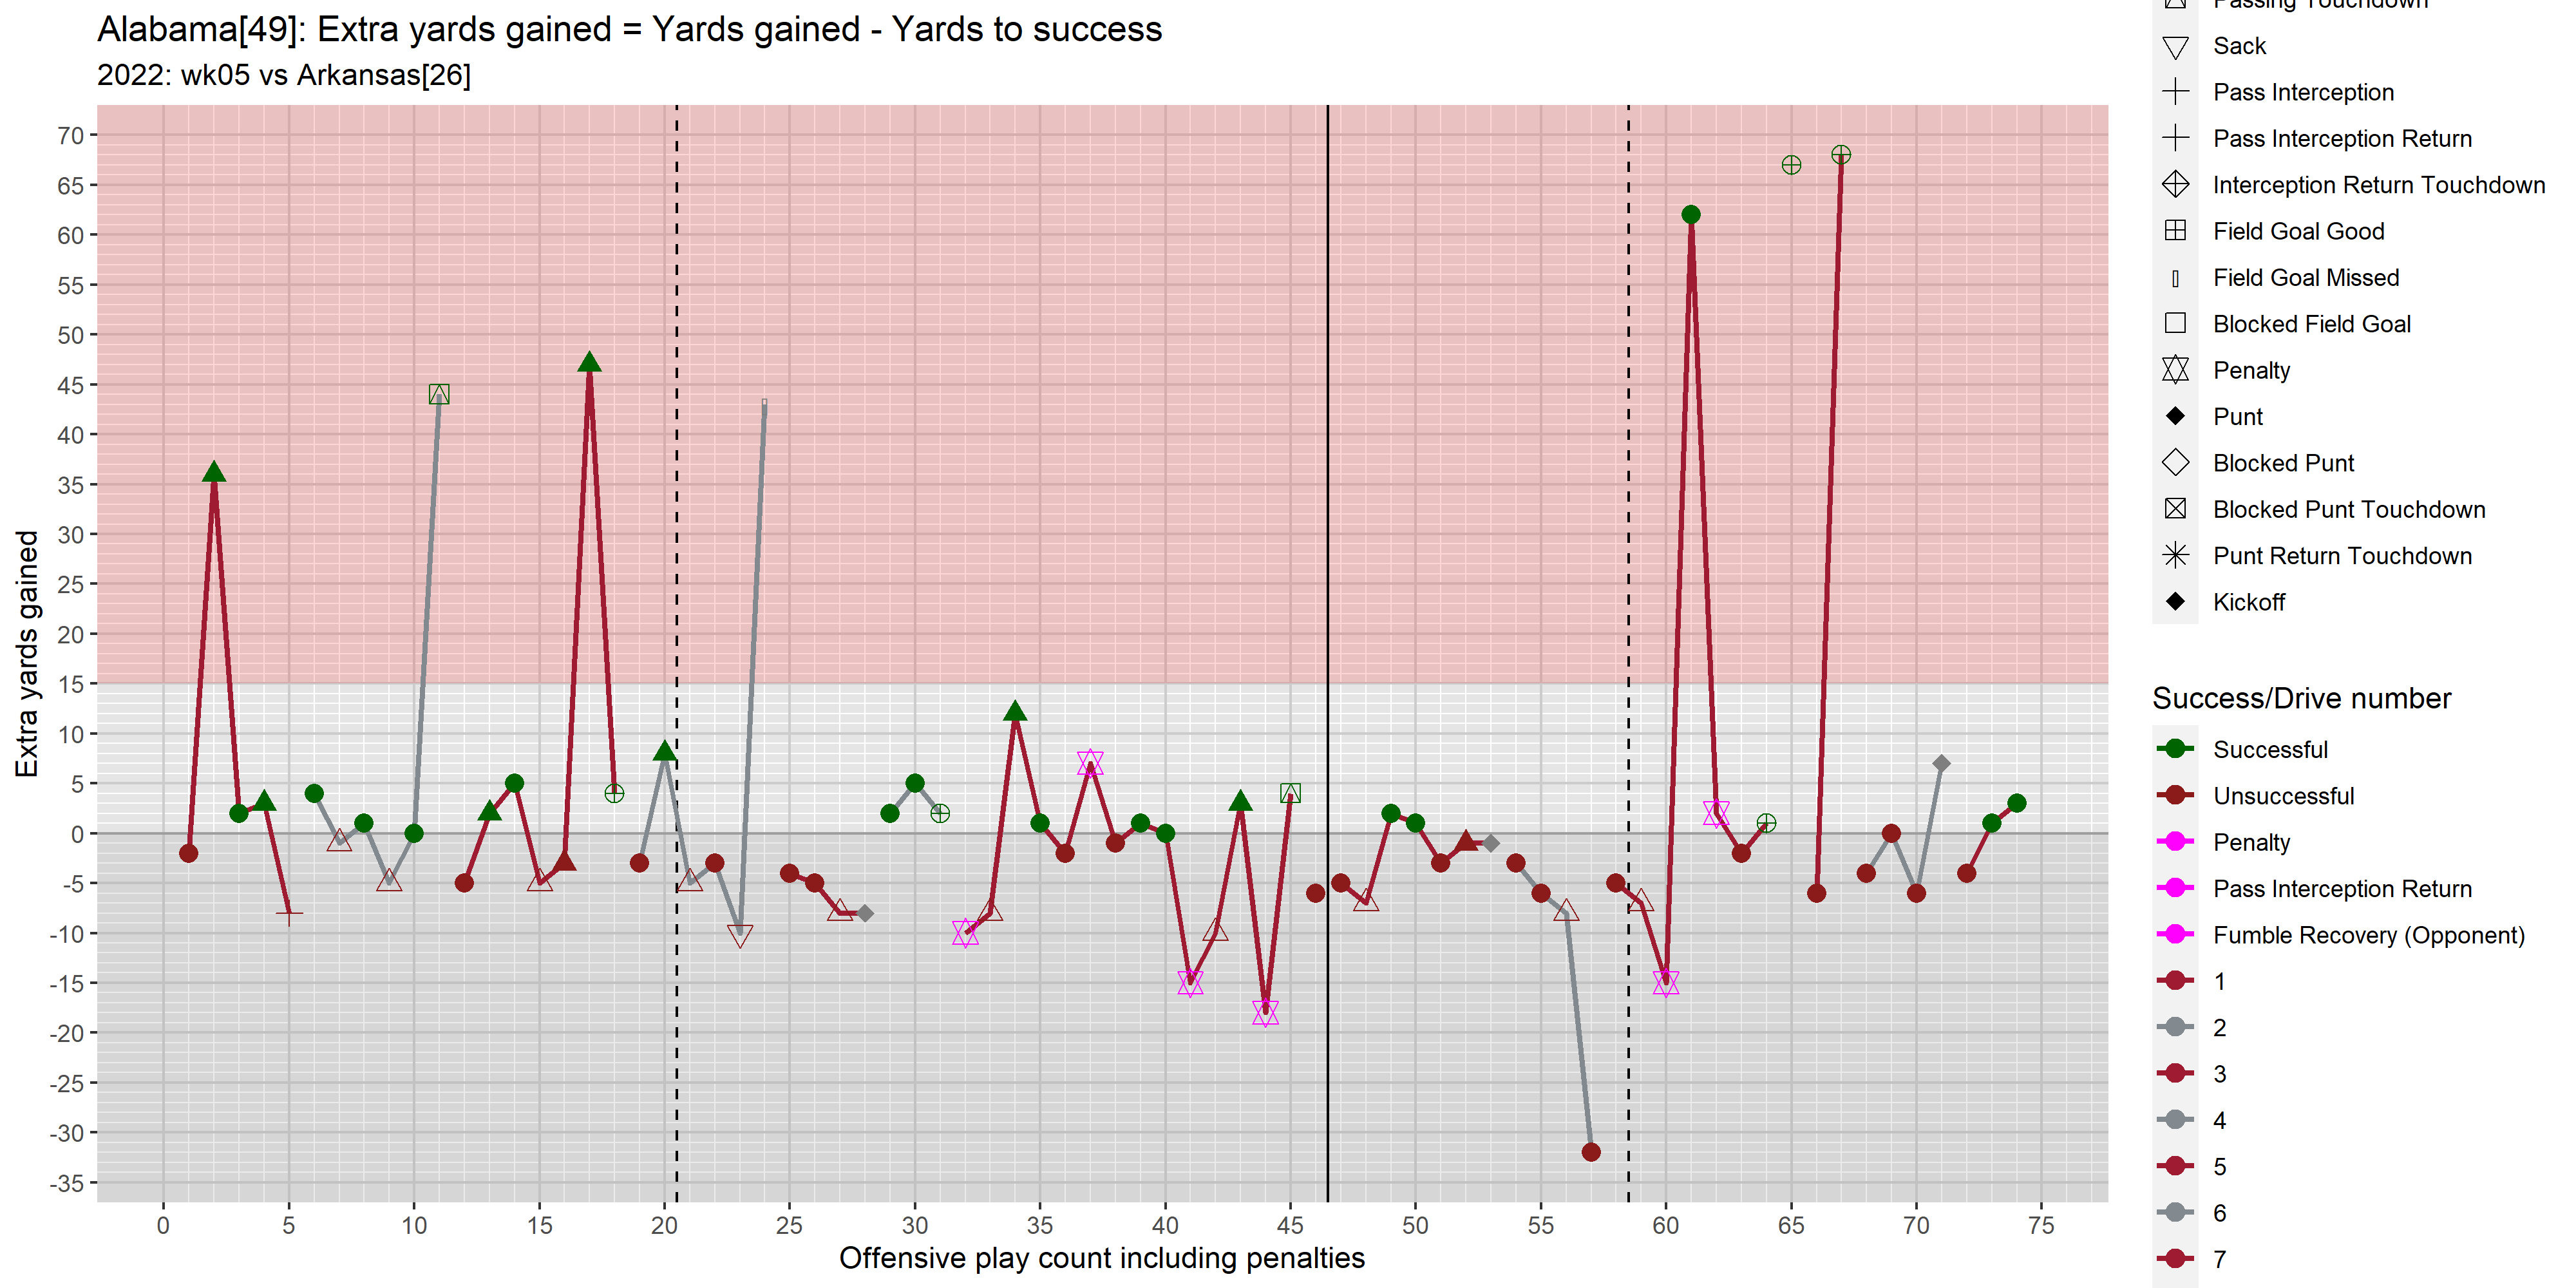 Alabama[49]: Extra yards gained = Yards gained - Yards to success
2022: wk05 vs Arkansas[26]
Extra yards gained
70
65
60
55
50
45
40
35
30
25
20
15
10
5
0
-5
-10
-15
-20
-25
-30
-35
0 5 10 15 20 25 30 35 40 45 50 55 60 65 70 75
Offensive play count including penalties
Passing Touchdown
Sack
Pass Interception
Pass Interception Return
Interception Return Touchdown
Field Goal Good
Field Goal Missed
Blocked Field Goal
Penalty
Punt
Blocked Punt
Blocked Punt Touchdown
Punt Return Touchdown
Kickoff
Success/Drive number
Successful
Unsuccessful
Penalty
Pass Interception Return
Fumble Recovery (Opponent)
1
2
3
4
5
6
7